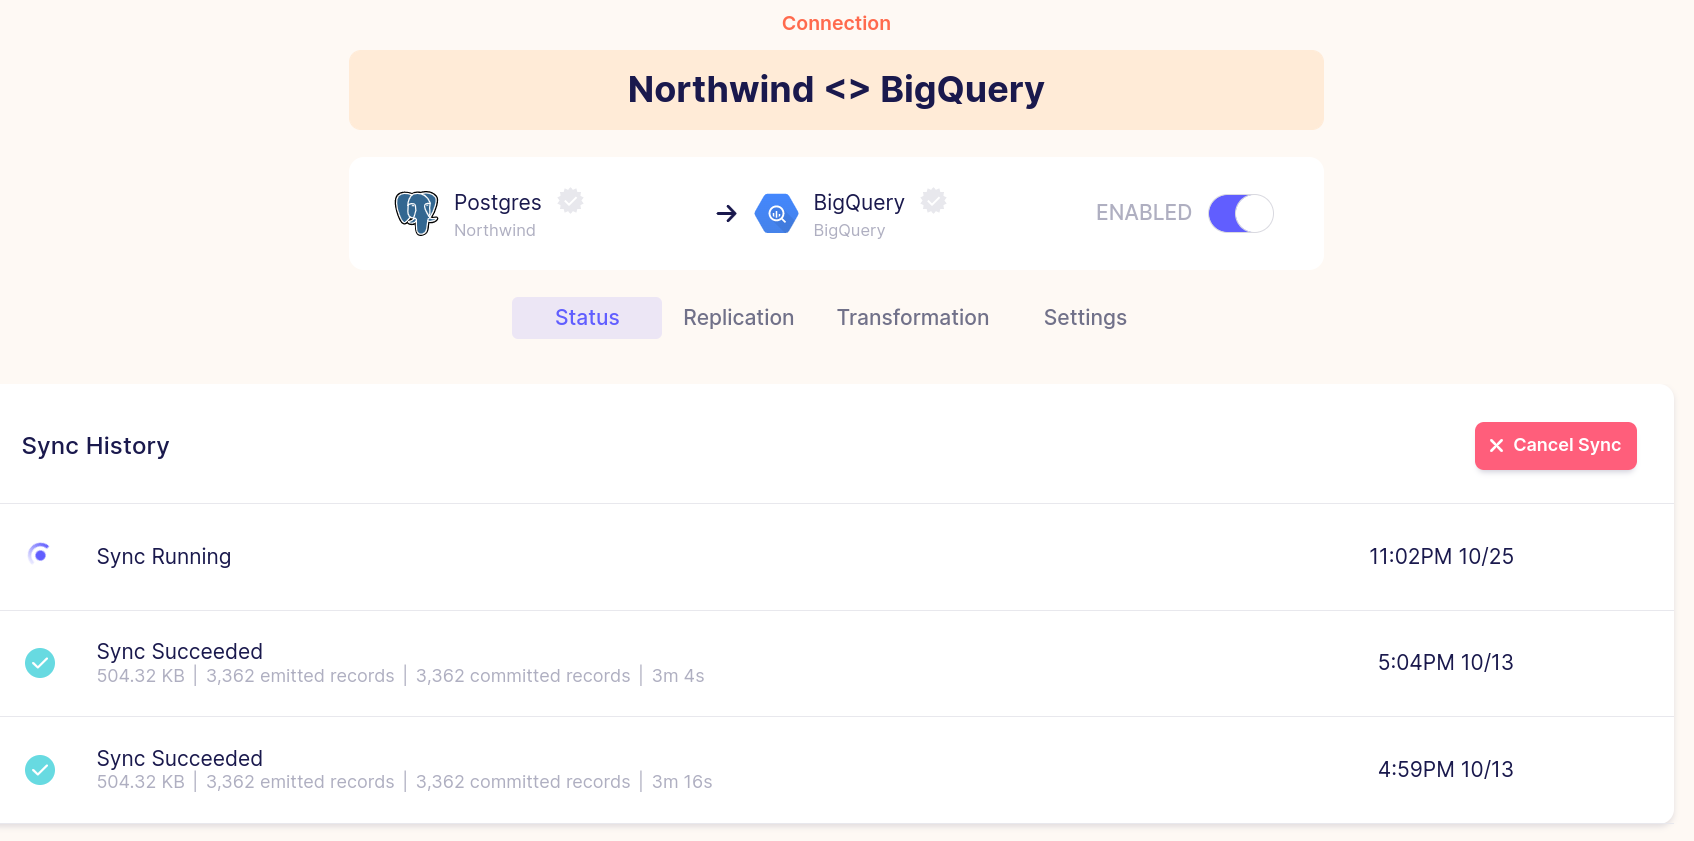 Connection
Northwind <> BigQuery
Postgres
Northwind
BigQuery
BigQuery
ENABLED
Status Replication Transformation Settings
Sync History
Cancel Sync
Sync Running 11:02PM 10/25
Sync Succeeded
504.32 KB | 3,362 emitted records | 3,362 committed records | 3m 4s
5:04PM 10/13
Sync Succeeded
504.32 KB | 3,362 emitted records | 3,362 committed records | 3m 16s
4:59PM 10/13